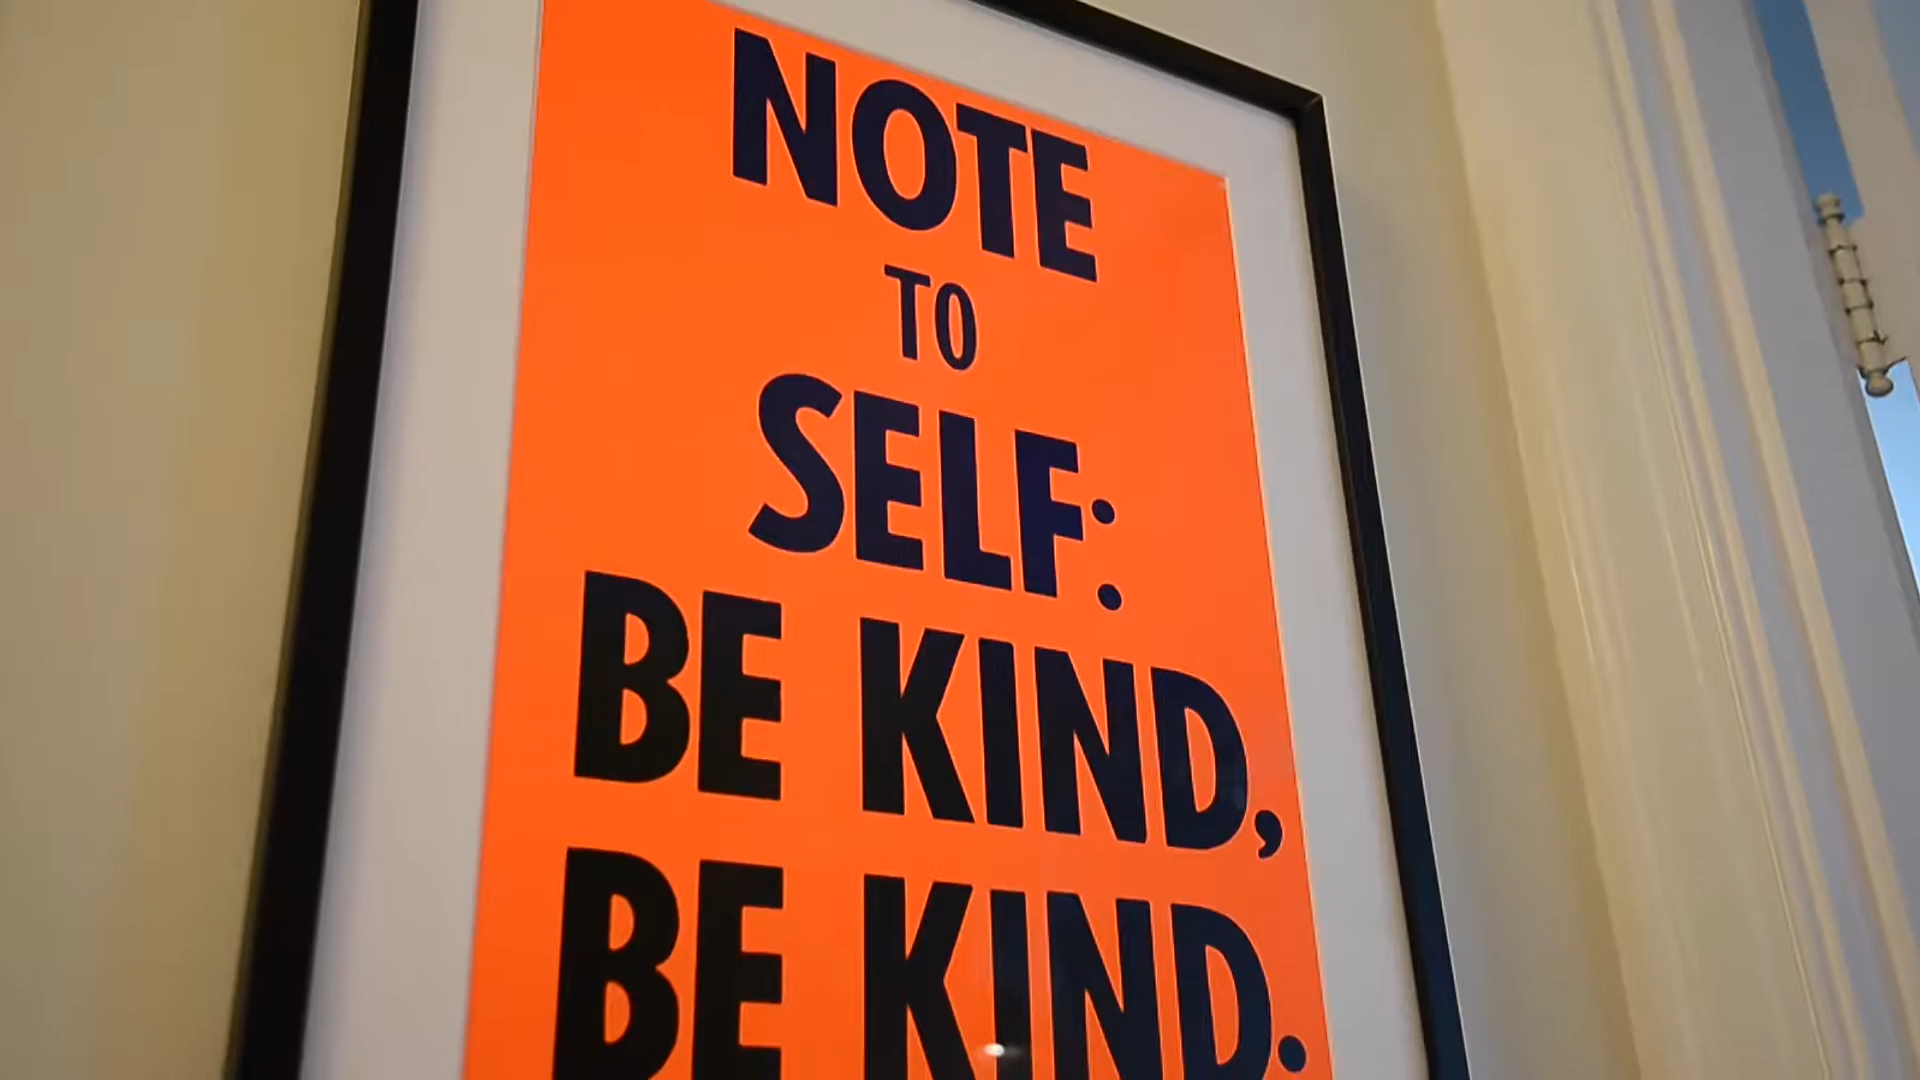 NOTE
TO
SELF:
BE KIND,
BE KIND.